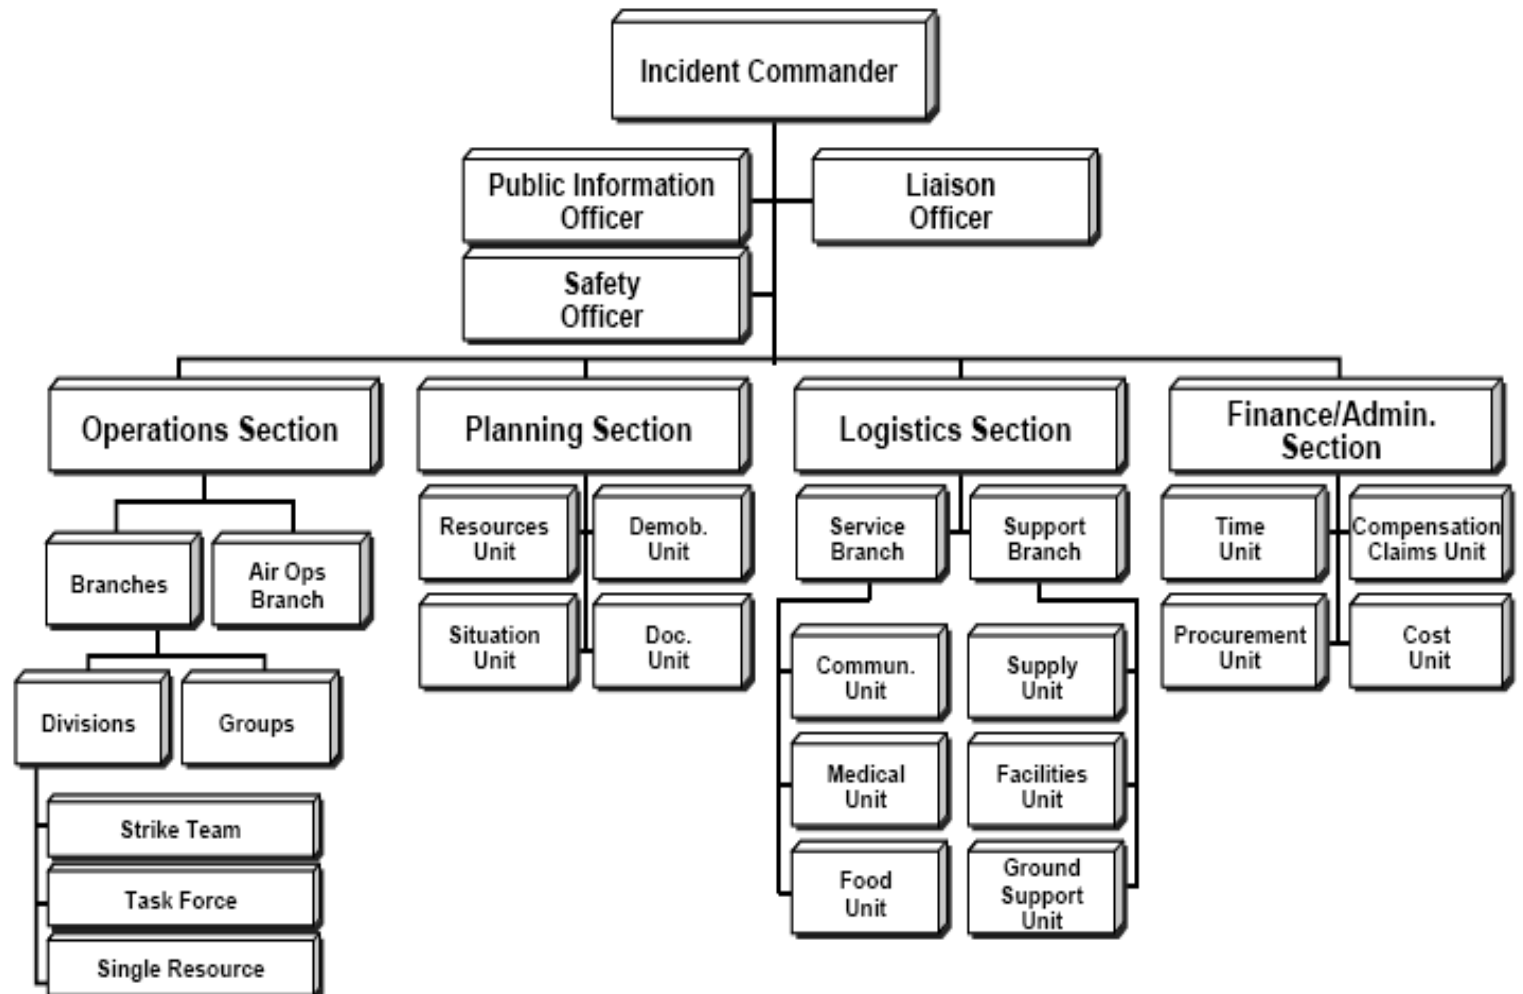 Incident Commander
Public Information
Officer
Liaison
Officer
Safety
Officer
Operations Section
Planning Section
Logistics Section
Finance/Admin.
Section
Branches
Air Ops
Branch
Divisions
Groups
Strike Team
Task Force
Single Resource
Resources
Unit
Demob.
Unit
Situation
Unit
Doc.
Unit
Service
Branch
Support
Branch
Commun.
Unit
Supply
Unit
Medical
Unit
Facilities
Unit
Food
Unit
Ground
Support
Unit
Time
Unit
Compensation
Claims Unit
Procurement
Unit
Cost
Unit